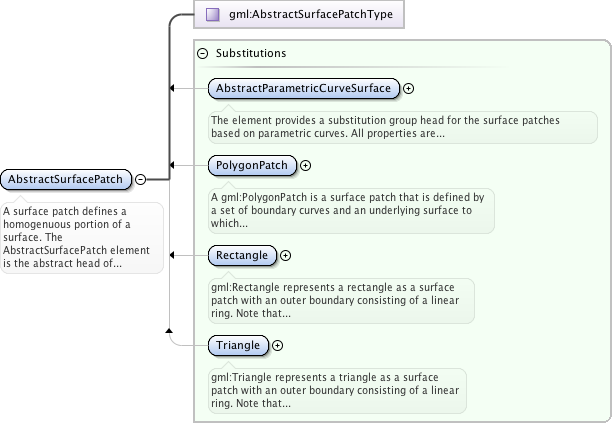 gml:AbstractSurfacePatchType
Substitutions
AbstractParametricCurveSurface
The element provides a substitution group head for the surface patches
based on parametric curves. All properties are...
AbstractSurfacePatch
A surface patch defines a
homogenuous portion of a
surface. The
AbstractSurfacePatch element
is the abstract head of...
PolygonPatch
A gml:PolygonPatch is a surface patch that is defined by
a set of boundary curves and an underlying surface to
which...
Rectangle
gml:Rectangle represents a rectangle as a surface
patch with an outer boundary consisting of a linear
ring. Note that...
Triangle
gml:Triangle represents a triangle as a surface
patch with an outer boundary consisting of a linear
ring. Note that...